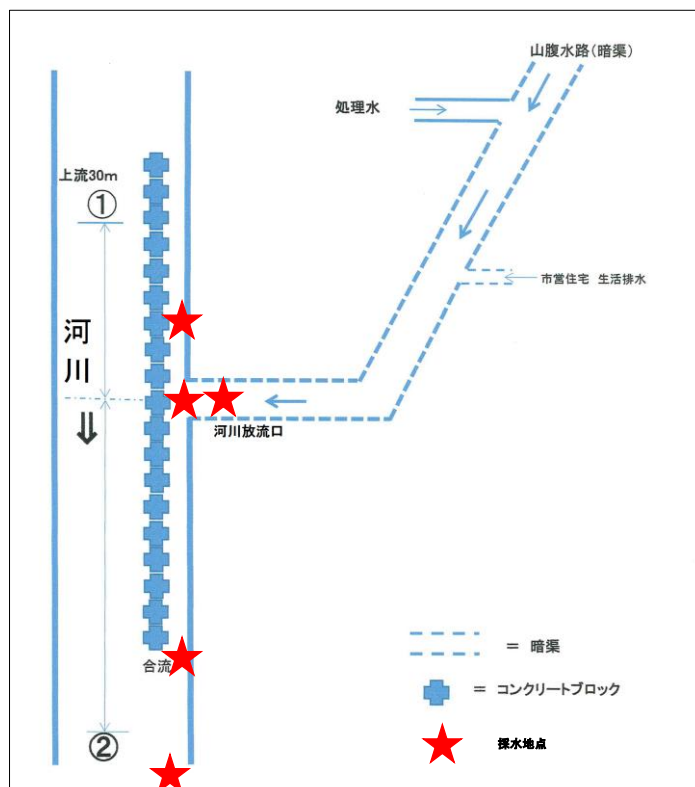 山腹水路(暗渠)
処理水
上流30m
①
市営住宅 生活排水
河川
⇓
河川放流口
合流
②
= 暗渠
= コンクリートブロック
採水地点